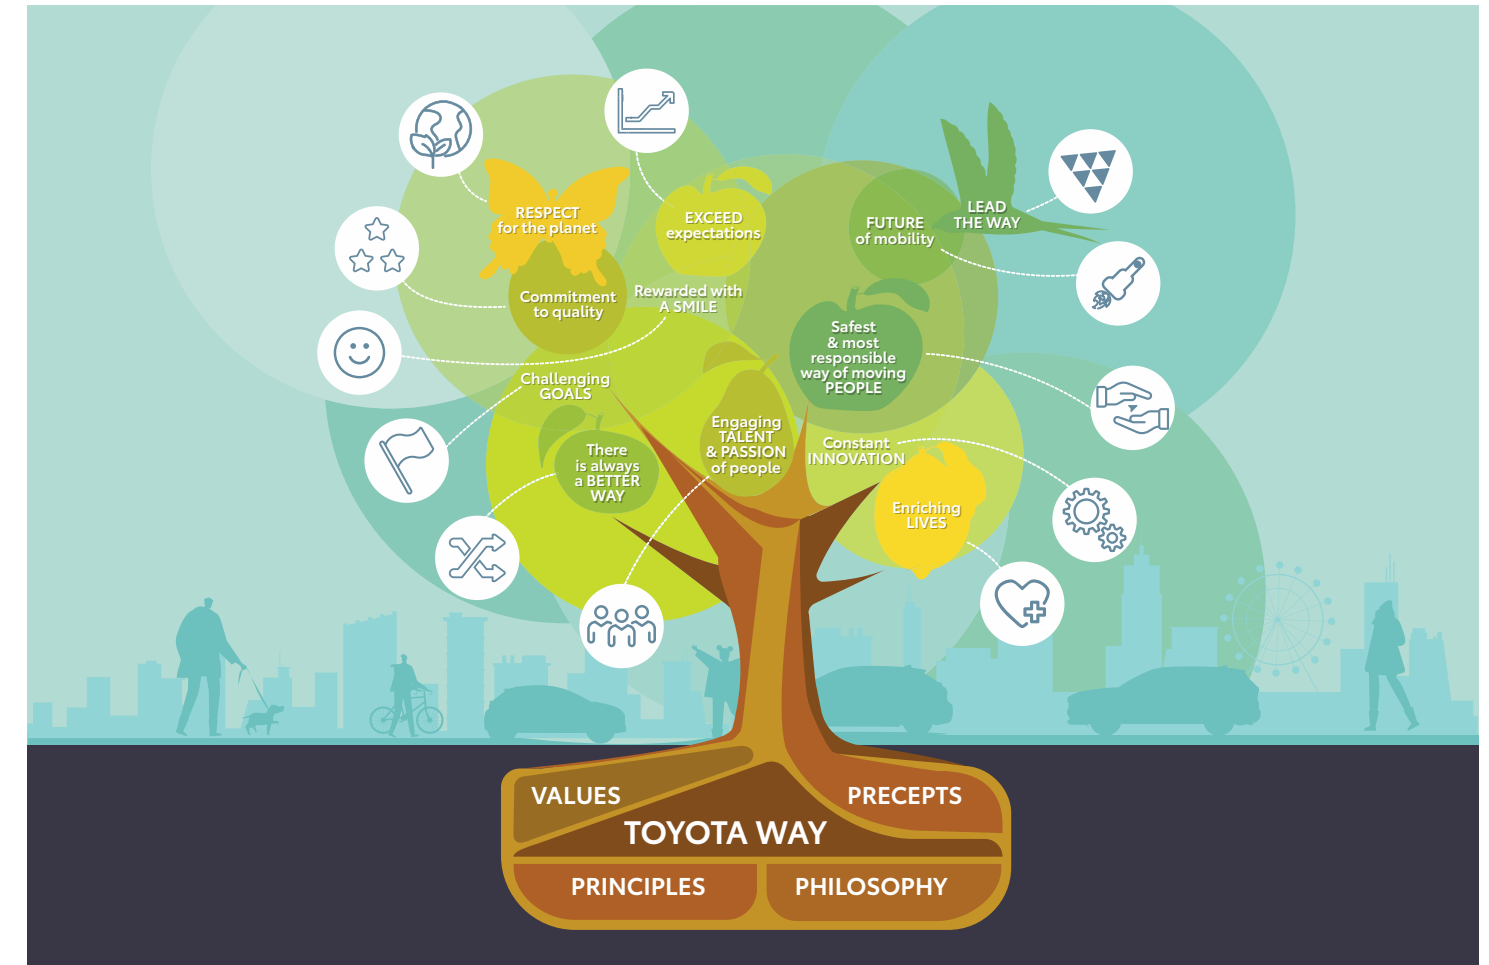 RESPECT
for the planet
EXCEED
expectations
FUTURE
of mobility
LEAD
THE WAY
Commitment
to quality
Rewarded with
A SMILE
Safest
& most
responsible
way of moving
PEOPLE
Challenging
GOALS
There
is always
a BETTER
WAY
Engaging
TALENT
& PASSION
of people
Constant
INNOVATION
Enriching
LIVES
VALUES
PRECEPTS
TOYOTA WAY
PRINCIPLES
PHILOSOPHY